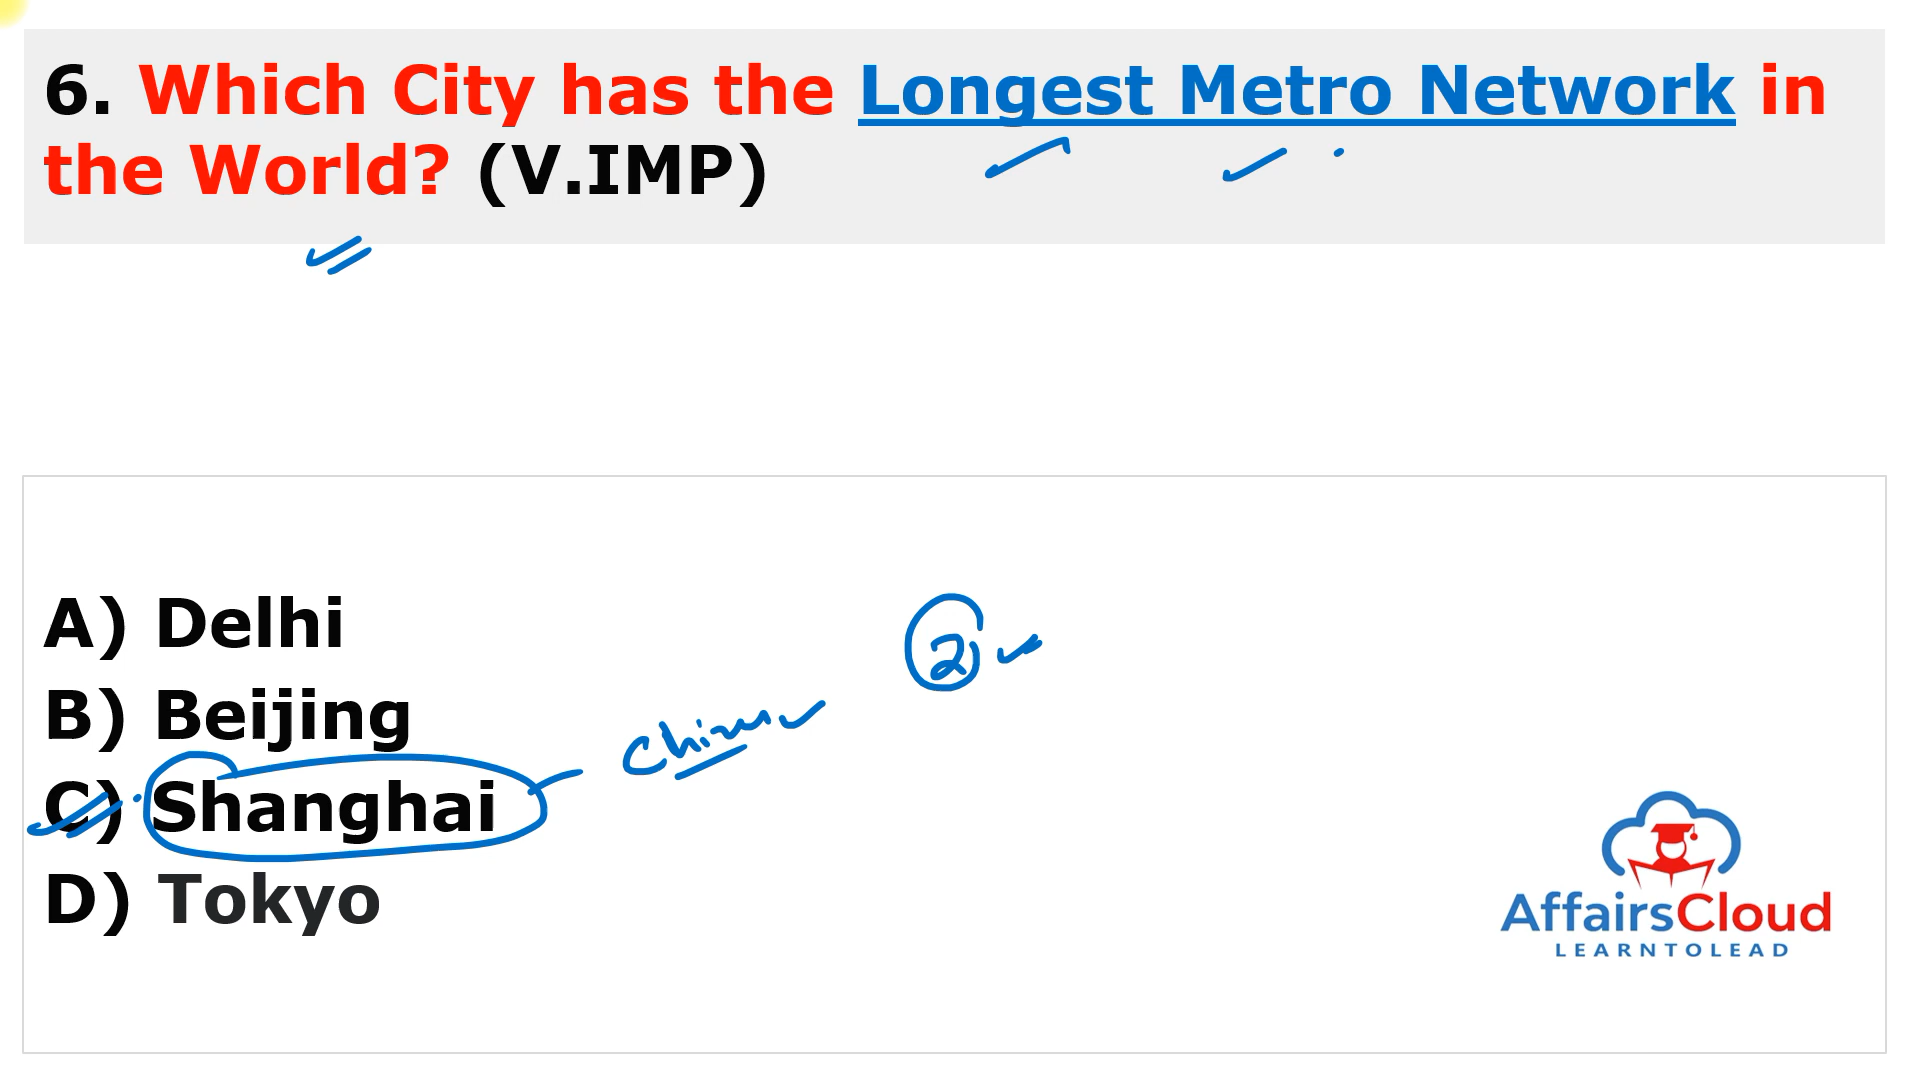 6. Which City has the Longest Metro Network in
the World? (V.IMP)
A) Delhi
2
B) Beijing
China
C) Shanghai
D) Tokyo
AffairsCloud
LEARNTOLEAD